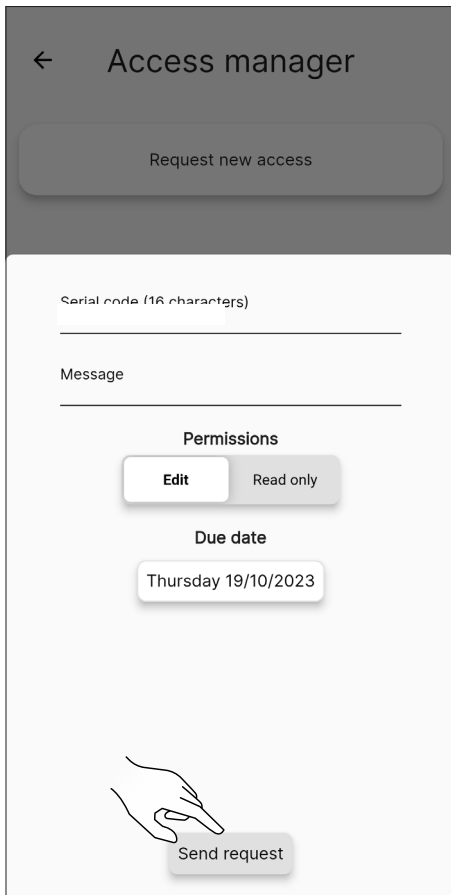 Access manager
Request new access
Serial code (16 characters)
Message
Permissions
Edit Read only
Due date
Thursday 19/10/2023
Send request